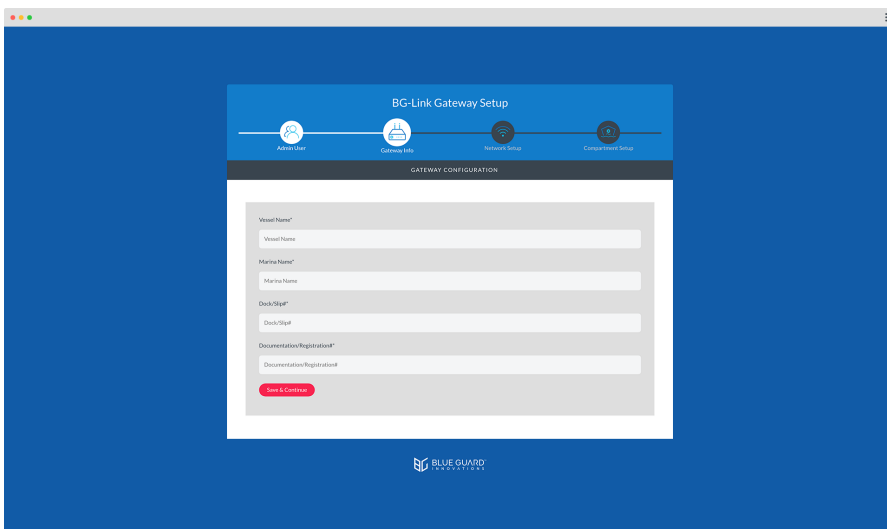 BG-Link Gateway Setup
Admin User
Gateway Info
Network Setup
Compartment Setup
GATEWAY CONFIGURATION
Vessel Name*
Vessel Name
Marina Name*
Marina Name
Dock/Slip#*
Dock/Slip#
Documentation/Registration#*
Documentation/Registration#
Save & Continue
BG BLUE GUARD
INNOVATIONS